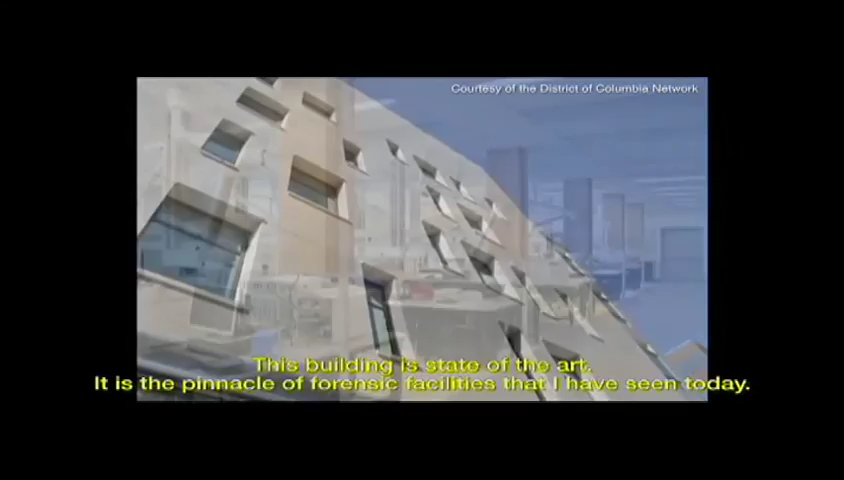 Courtesy of the District of Columbia Network
This building is state of the art.
It is the pinnacle of forensic facilities that I have seen today.